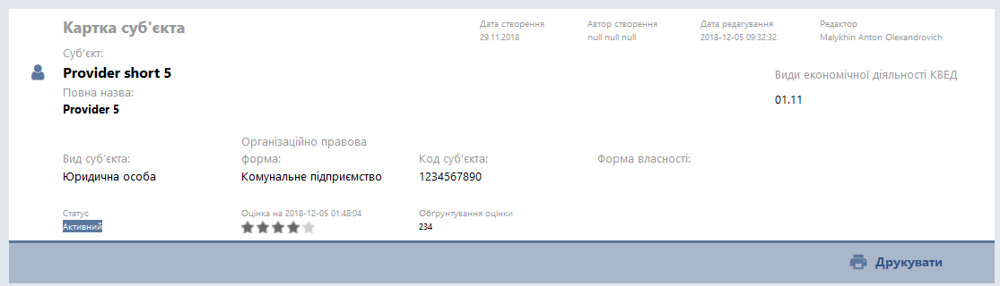 Картка суб'єкта
Дата створення
Автор створення
Дата редагування
Редактор
29.11.2018
null null null
2018-12-05 09:32:32
Malykhin Anton Olexandrovich
Суб'єкт:
Provider short 5
Види економічної діяльності КВЕД
Повна назва:
01.11
Provider 5
Організаційно правова
Вид суб'єкта:
форма:
Код суб'єкта:
Форма власності:
Юридична особа
Комунальне підприємство
1234567890
Статус
Оцінка на 2018-12-05 01:48:04
Обґрунтування оцінки
Активний
234
Друкувати